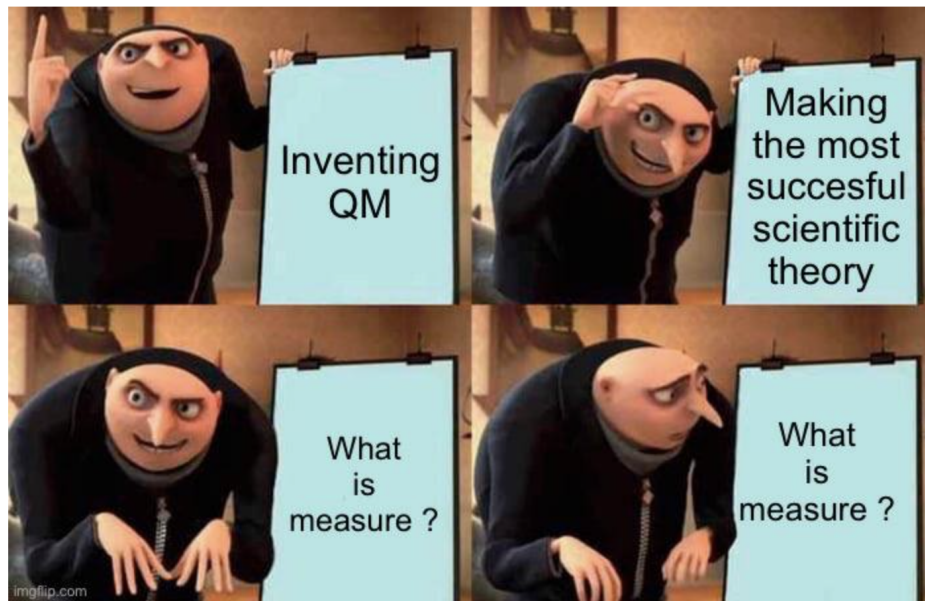 Inventing
QM
Making
the most
succesful
scientific
theory
What
is
measure ?
What
is
measure ?
imgflip.com